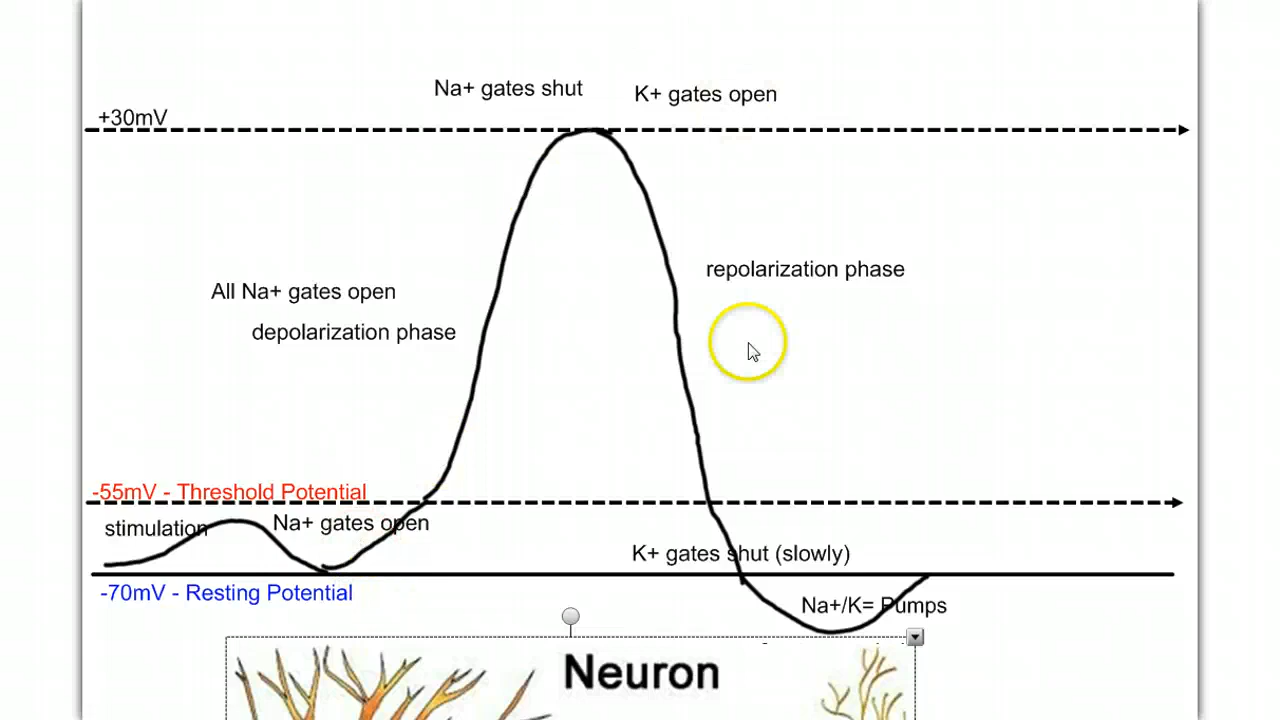 Na+ gates shut
K+ gates open
+30mV
repolarization phase
All Na+ gates open
depolarization phase
-55mV - Threshold Potential
stimulation
Na+ gates open
K+ gates shut (slowly)
-70mV - Resting Potential
Na+/K= Pumps
Neuron